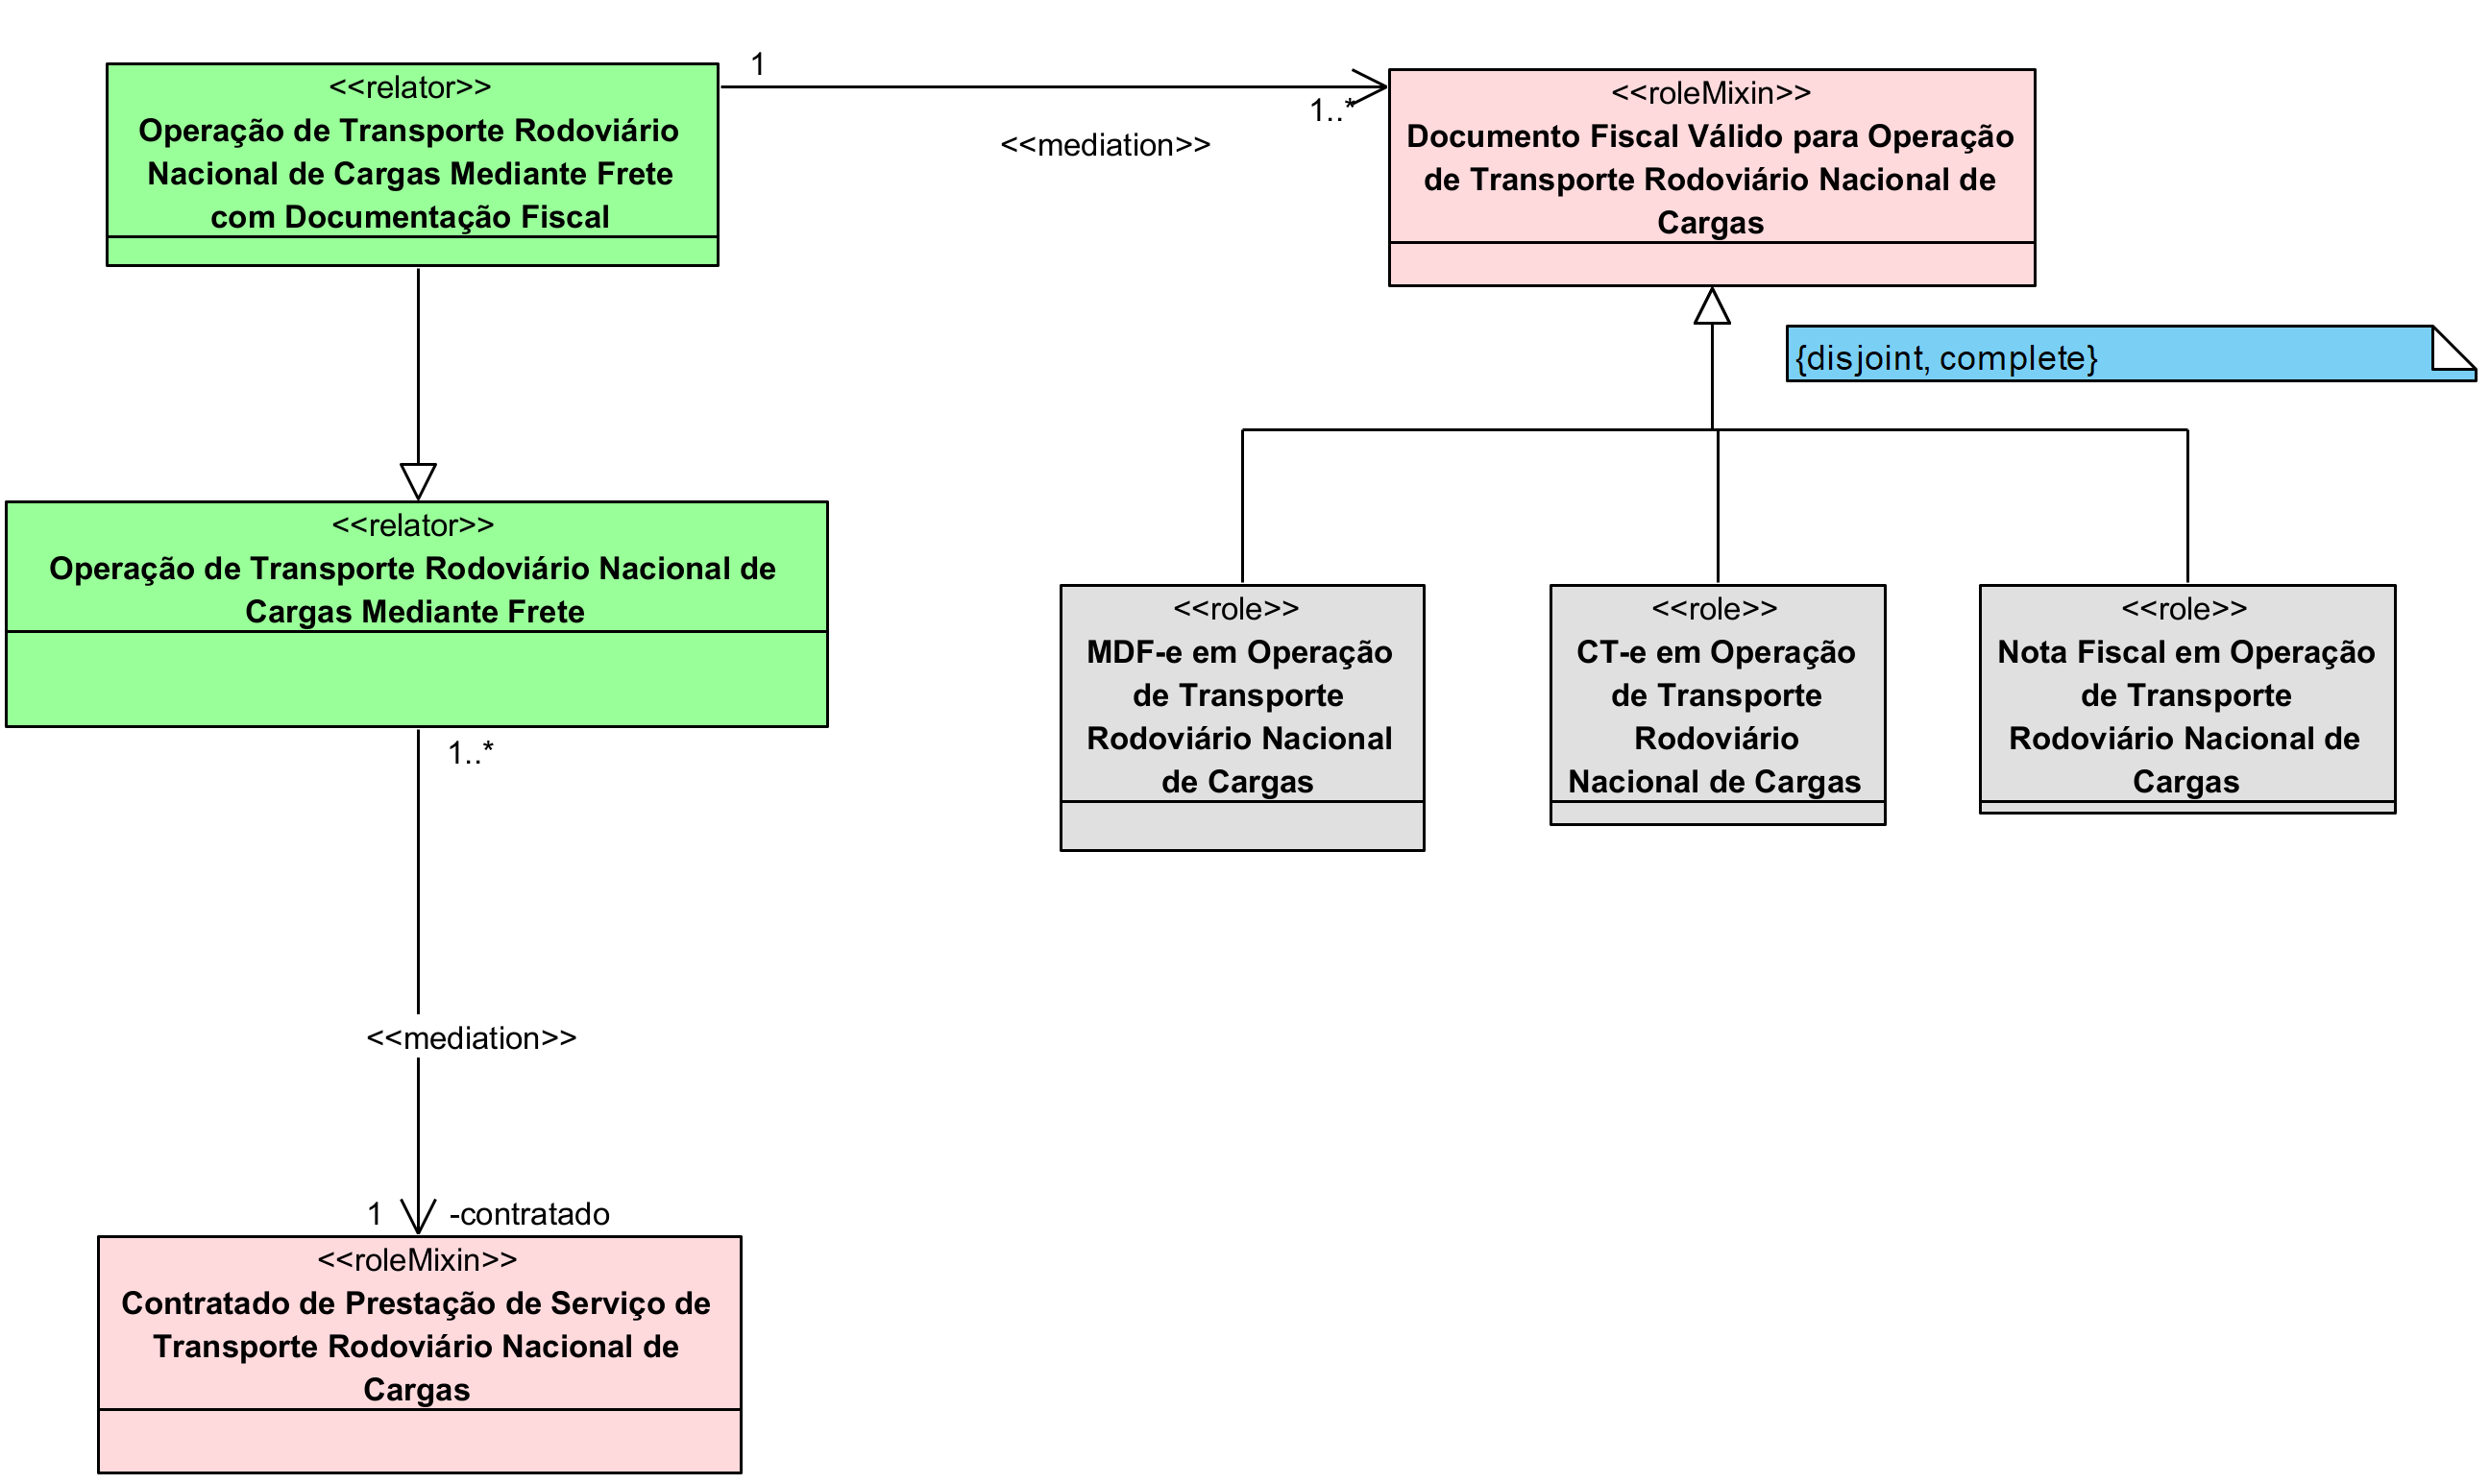 <<relator>>
Operação de Transporte Rodoviário
Nacional de Cargas Mediante Frete
com Documentação Fiscal
1
1..*
<<mediation>>
<<roleMixin>>
Documento Fiscal Válido para Operação
de Transporte Rodoviário Nacional de
Cargas
{disjoint, complete}
<<relator>>
Operação de Transporte Rodoviário Nacional de
Cargas Mediante Frete
1..*
<<role>>
MDF-e em Operação
de Transporte
Rodoviário Nacional
de Cargas
<<role>>
CT-e em Operação
de Transporte
Rodoviário
Nacional de Cargas
<<role>>
Nota Fiscal em Operação
de Transporte
Rodoviário Nacional de
Cargas
<<mediation>>
1
-contratado
<<roleMixin>>
Contratado de Prestação de Serviço de
Transporte Rodoviário Nacional de
Cargas